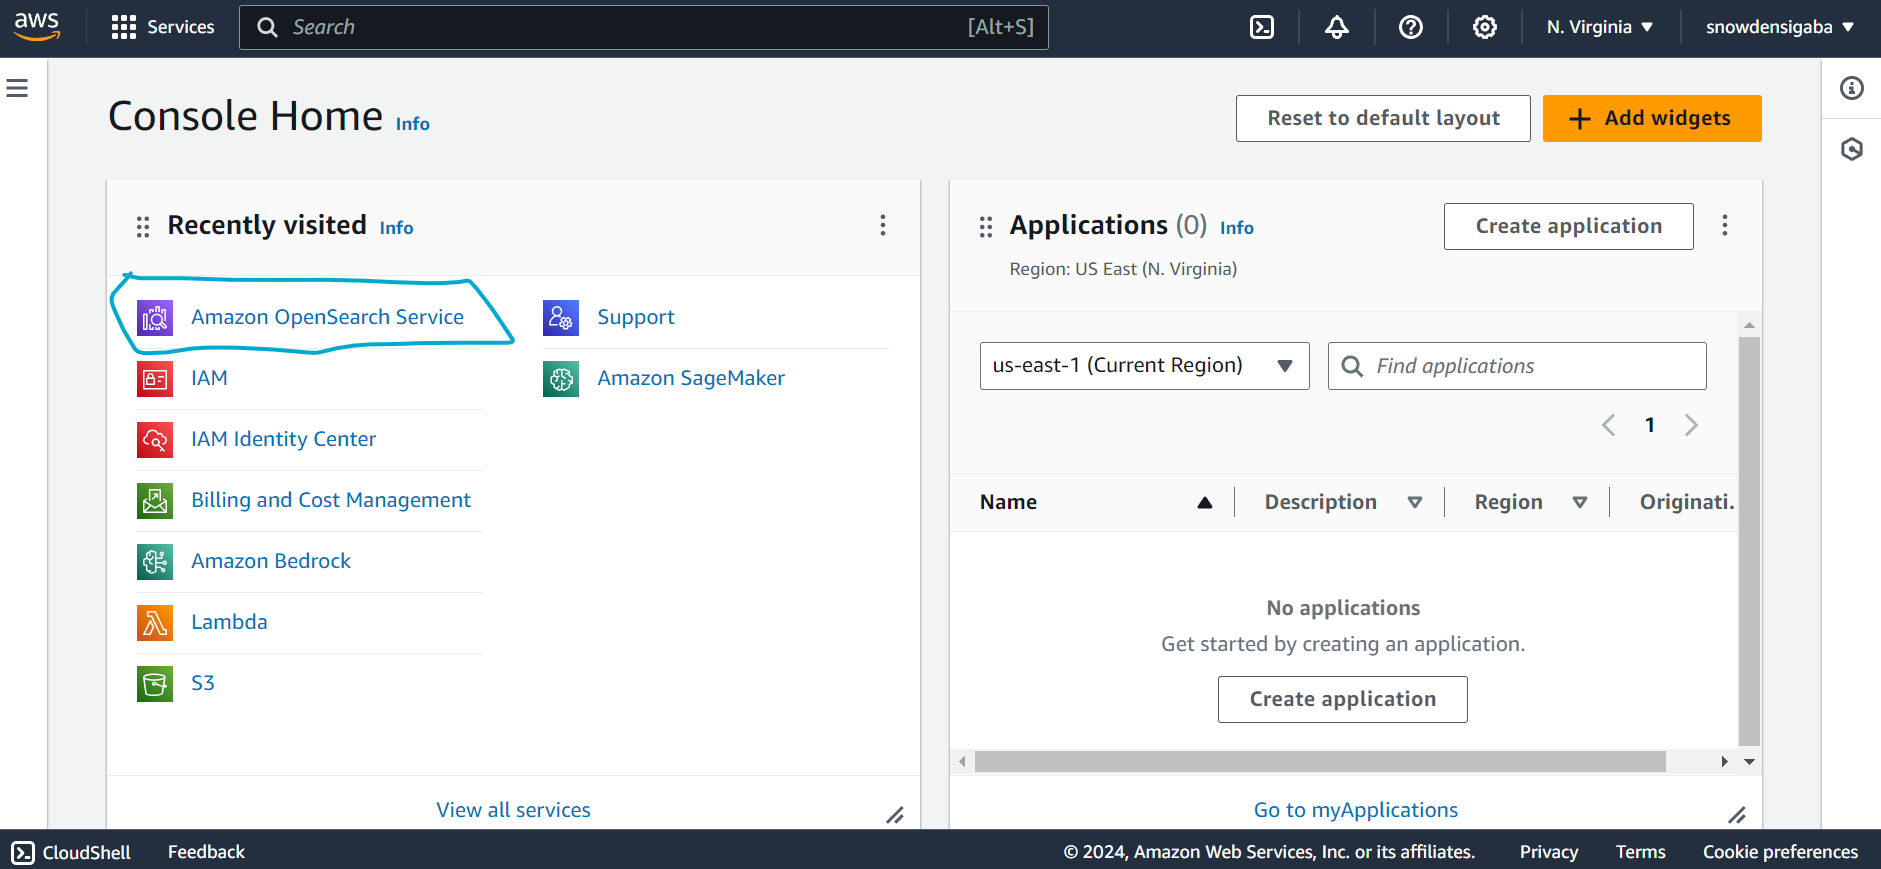 aws Services Search [Alt+S] N. Virginia snowdensigaba
Console Home Info Reset to default layout Add widgets
Recently visited Info
Amazon OpenSearch Service
IAM
IAM Identity Center
Billing and Cost Management
Amazon Bedrock
Lambda
S3
Support
Amazon SageMaker
View all services
Applications (0) Info Create application
Region: US East (N. Virginia)
us-east-1 (Current Region) Find applications
1
Name Description Region Originati.
No applications
Get started by creating an application.
Create application
Go to myApplications
CloudShell Feedback © 2024, Amazon Web Services, Inc. or its affiliates. Privacy Terms Cookie preferences